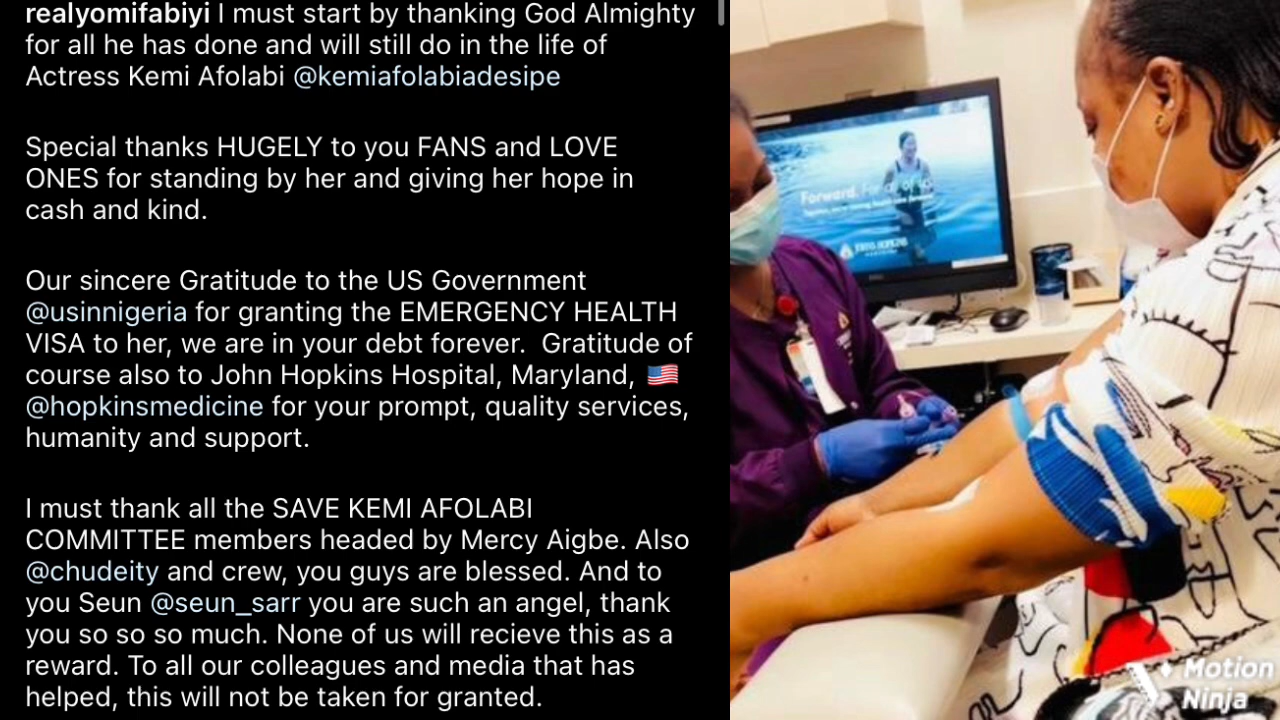 realyomifabiyi I must start by thanking God Almighty
for all he has done and will still do in the life of
Actress Kemi Afolabi @kemiafolabiadesipe
Special thanks HUGELY to you FANS and LOVE
ONES for standing by her and giving her hope in
cash and kind.
Our sincere Gratitude to the US Government
@usinnigeria for granting the EMERGENCY HEALTH
VISA to her, we are in your debt forever.  Gratitude of
course also to John Hopkins Hospital, Maryland, 🇺🇸
@hopkinsmedicine for your prompt, quality services,
humanity and support.
I must thank all the SAVE KEMI AFOLABI
COMMITTEE members headed by Mercy Aigbe. Also
@chudeity and crew, you guys are blessed. And to
you Seun @seun_sarr you are such an angel, thank
you so so so much. None of us will recieve this as a
reward. To all our colleagues and media that has
helped, this will not be taken for granted.
Forward. For all of us.
JOHNS HOPKINS
DELL
Motion
Ninja